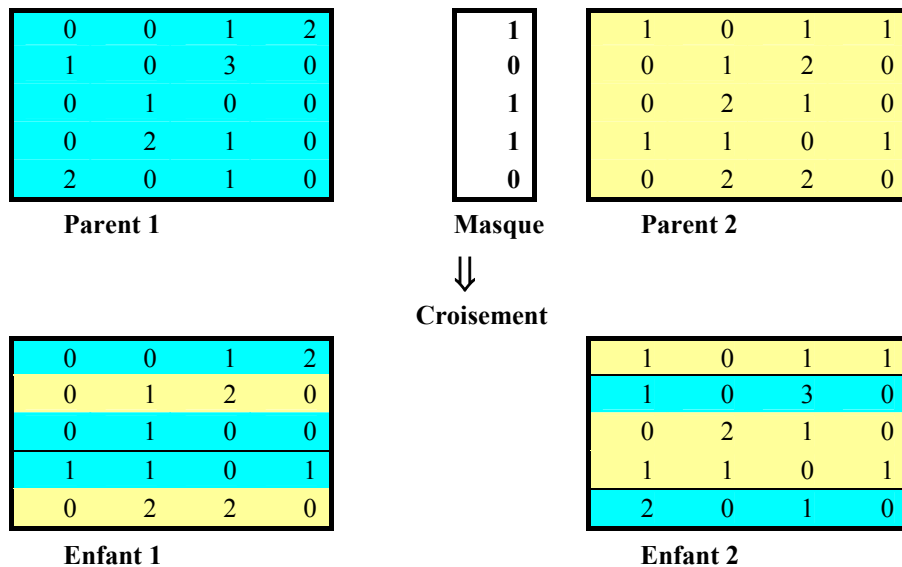 0 0 1 2 1 1 0 1 1
1 0 3 0 0 0 1 2 0
0 1 0 0 1 0 2 1 0
0 2 1 0 1 1 1 0 1
2 0 1 0 0 0 2 2 0
Parent 1 Masque Parent 2
⇓
Croisement
0 0 1 2 1 0 1 1
0 1 2 0 1 0 3 0
0 1 0 0 0 2 1 0
1 1 0 1 1 1 0 1
0 2 2 0 2 0 1 0
Enfant 1 Enfant 2